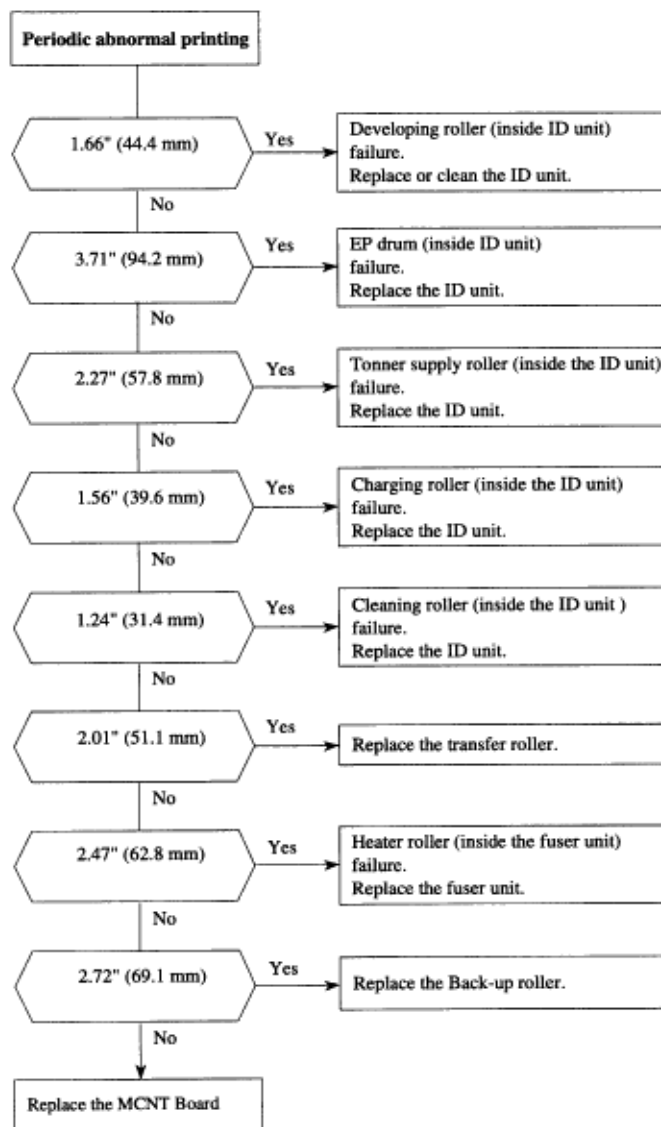 Periodic abnormal printing
1.66" (44.4 mm)
Yes
Developing roller (inside ID unit)
failure.
Replace or clean the ID unit.
No
3.71" (94.2 mm)
Yes
EP drum (inside ID unit)
failure.
Replace the ID unit.
No
2.27" (57.8 mm)
Yes
Tonner supply roller (inside the ID unit)
failure.
Replace the ID unit.
No
1.56" (39.6 mm)
Yes
Charging roller (inside the ID unit)
failure.
Replace the ID unit.
No
1.24" (31.4 mm)
Yes
Cleaning roller (inside the ID unit )
failure.
Replace the ID unit.
No
2.01" (51.1 mm)
Yes
Replace the transfer roller.
No
2.47" (62.8 mm)
Yes
Heater roller (inside the fuser unit)
failure.
Replace the fuser unit.
No
2.72" (69.1 mm)
Yes
Replace the Back-up roller.
No
Replace the MCNT Board